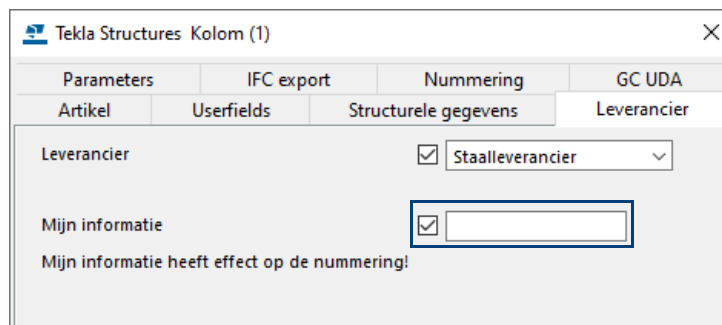 Tekla Structures Kolom (1)
Parameters IFC export Nummering GC UDA
Artikel Userfields Structurele gegevens Leverancier
Leverancier Staalleverancier
Mijn informatie
Mijn informatie heeft effect op de nummering!